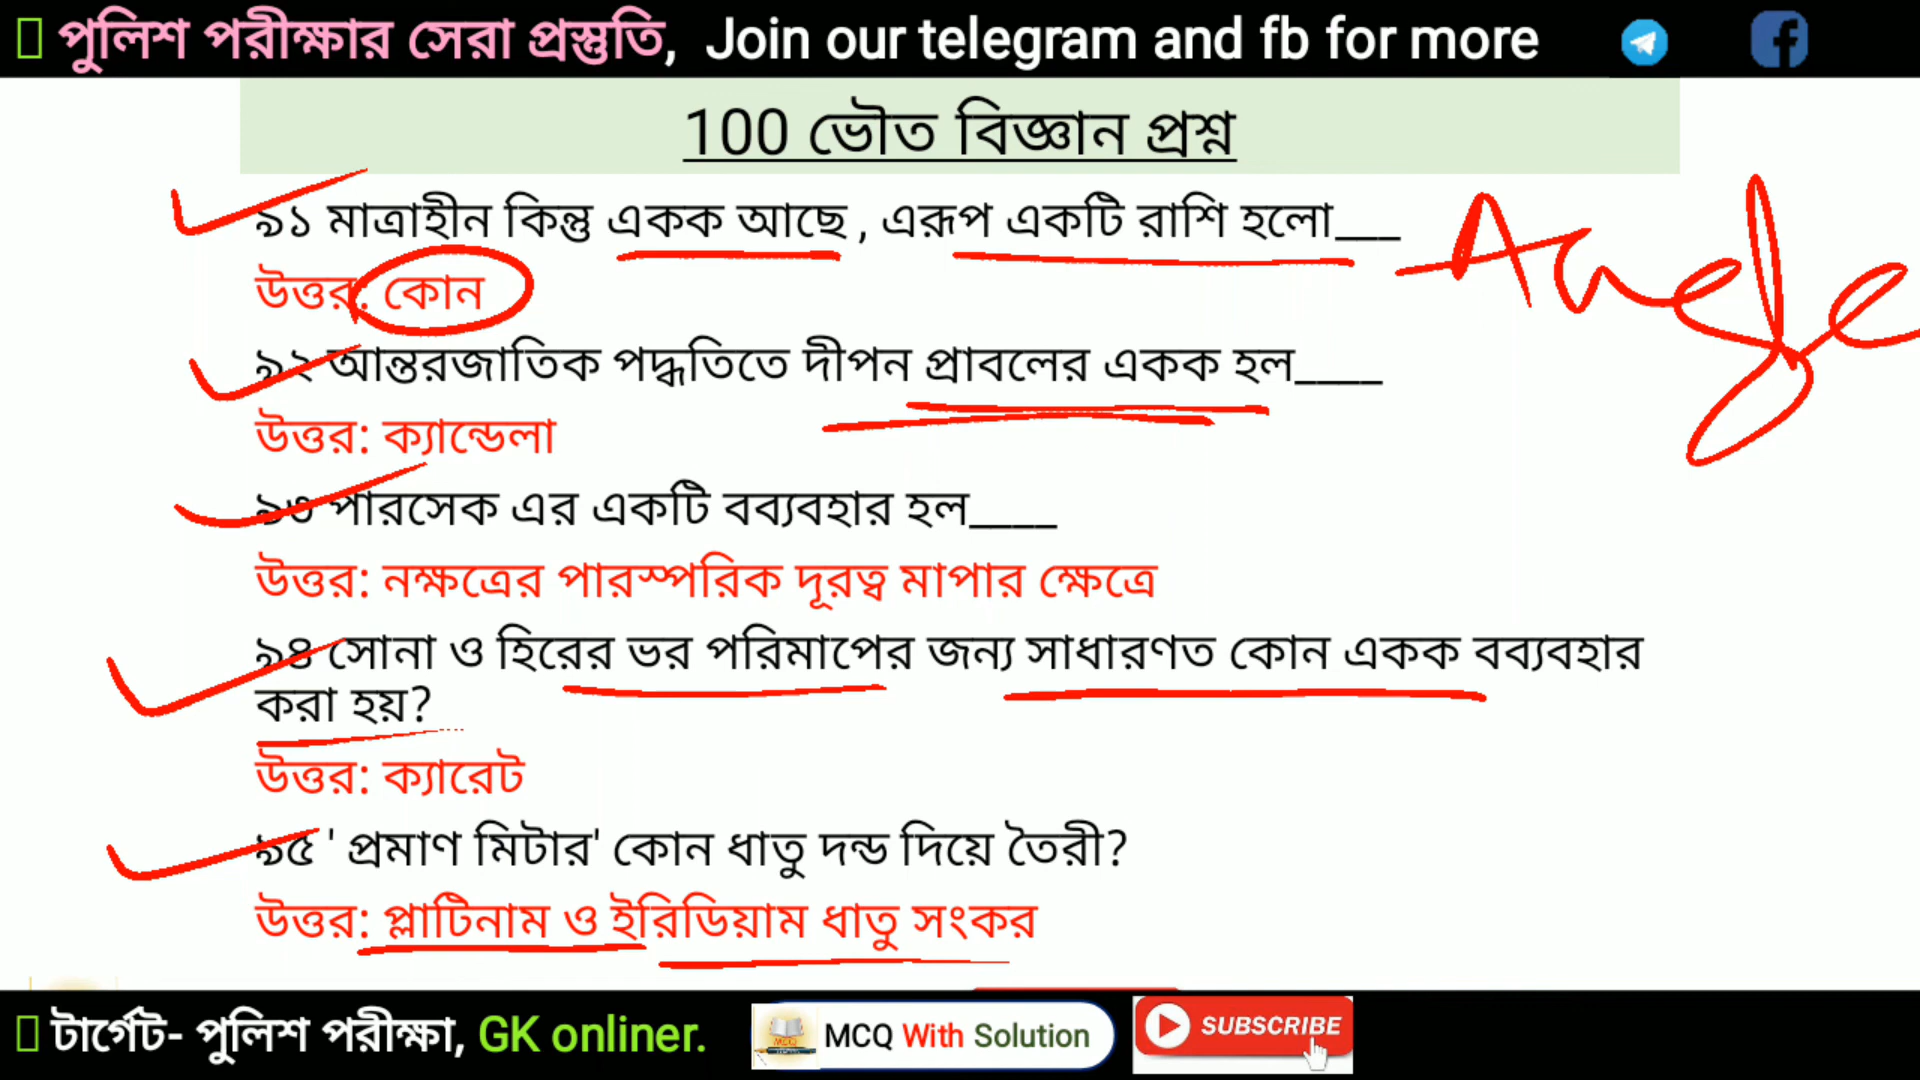 পুলিশ পরীক্ষার সেরা প্রস্তুতি, Join our telegram and fb for more
100 ভৌত বিজ্ঞান প্রশ্ন
৯১ মাত্রাহীন কিন্তু একক আছে , এরূপ একটি রাশি হলো___
Angle
উত্তর: কোন
৯২ আন্তরজাতিক পদ্ধতিতে দীপন প্রাবলের একক হল____
উত্তর: ক্যান্ডেলা
৯৩ পারসেক এর একটি বব্যবহার হল____
উত্তর: নক্ষত্রের পারস্পরিক দূরত্ব মাপার ক্ষেত্রে
৯৪ সোনা ও হিরের ভর পরিমাপের জন্য সাধারণত কোন একক বব্যবহার
করা হয়?
উত্তর: ক্যারেট
৯৫ ' প্রমাণ মিটার' কোন ধাতু দন্ড দিয়ে তৈরী?
উত্তর: প্লাটিনাম ও ইরিডিয়াম ধাতু সংকর
টার্গেট- পুলিশ পরীক্ষা, GK onliner. MCQ With Solution SUBSCRIBE